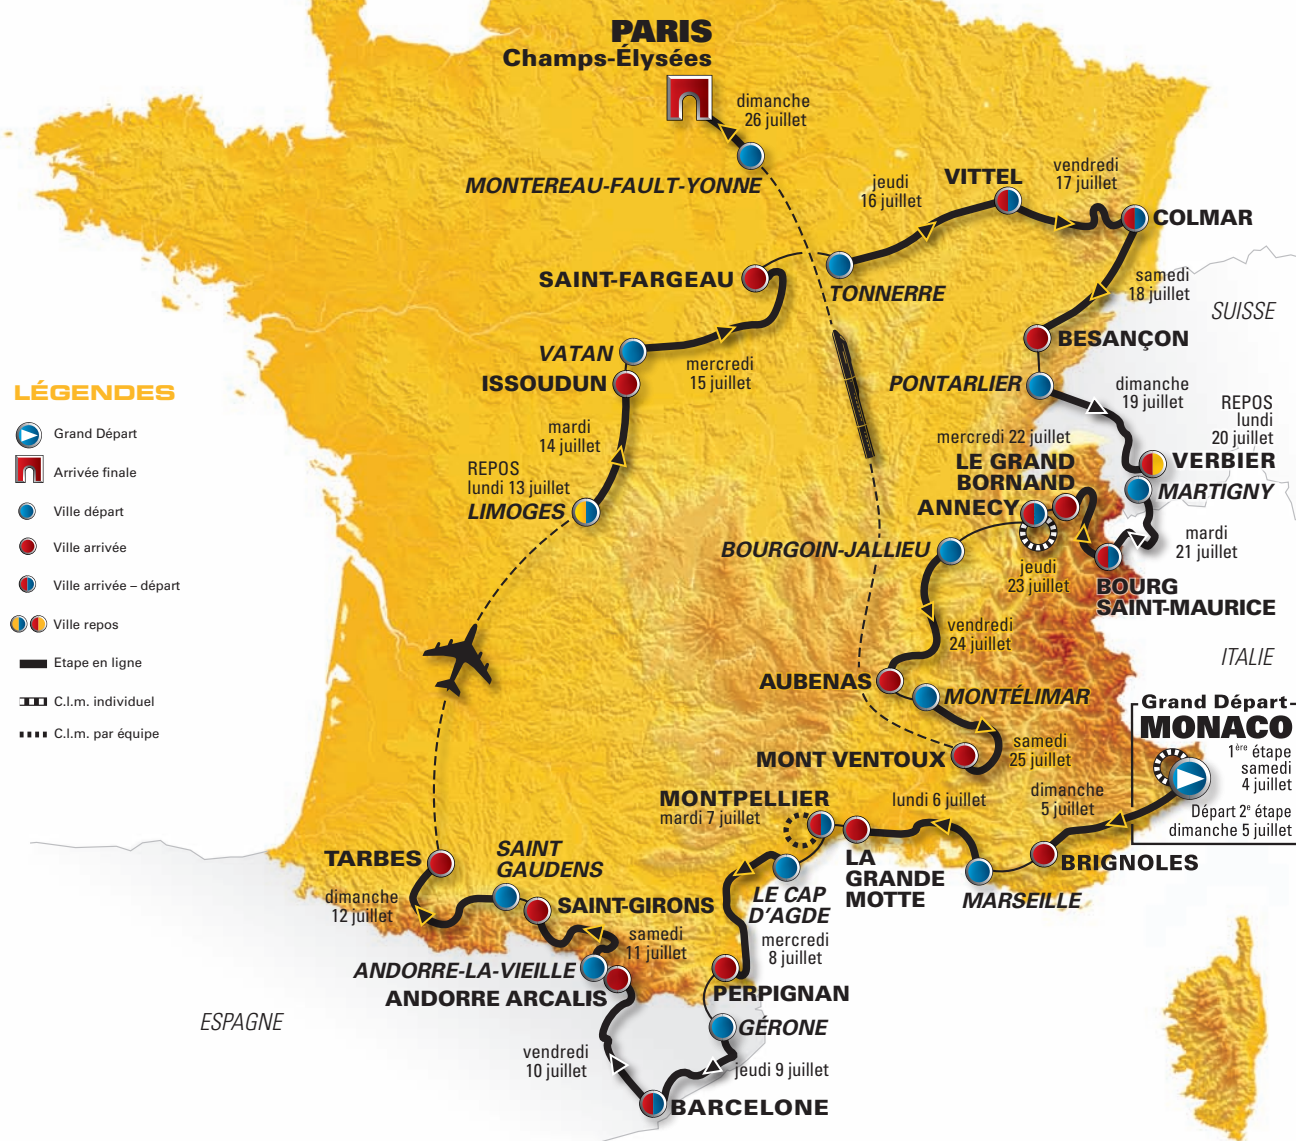 PARIS
Champs-Élysées
dimanche
26 juillet
MONTEREAU-FAULT-YONNE
jeudi
16 juillet
VITTEL
vendredi
17 juillet
COLMAR
SAINT-FARGEAU
TONNERRE
samedi
18 juillet
SUISSE
BESANÇON
VATAN
ISSOUDUN
mercredi
15 juillet
PONTARLIER
dimanche
19 juillet
REPOS
lundi
20 juillet
VERBIER
MARTIGNY
mardi
21 juillet
mardi
14 juillet
REPOS
lundi 13 juillet
LIMOGES
mercredi 22 juillet
LE GRAND
BORNAND
ANNECY
BOURGOIN-JALLIEU
jeudi
23 juillet
BOURG
SAINT-MAURICE
vendredi
24 juillet
ITALIE
AUBENAS
MONTÉLIMAR
MONT VENTOUX
samedi
25 juillet
Grand Départ
MONACO
1ère étape
samedi
4 juillet
Départ 2e étape
dimanche 5 juillet
dimanche
5 juillet
lundi 6 juillet
MONTPELLIER
mardi 7 juillet
LA
GRANDE
MOTTE
BRIGNOLES
MARSEILLE
LE CAP
D'AGDE
mercredi
8 juillet
TARBES
SAINT
GAUDENS
dimanche
12 juillet
SAINT-GIRONS
samedi
11 juillet
ANDORRE-LA-VIEILLE
ANDORRE ARCALIS
PERPIGNAN
GÉRONE
jeudi 9 juillet
vendredi
10 juillet
BARCELONE
ESPAGNE
LÉGENDES
Grand Départ
Arrivée finale
Ville départ
Ville arrivée
Ville arrivée – départ
Ville repos
Etape en ligne
C.l.m. individuel
C.l.m. par équipe